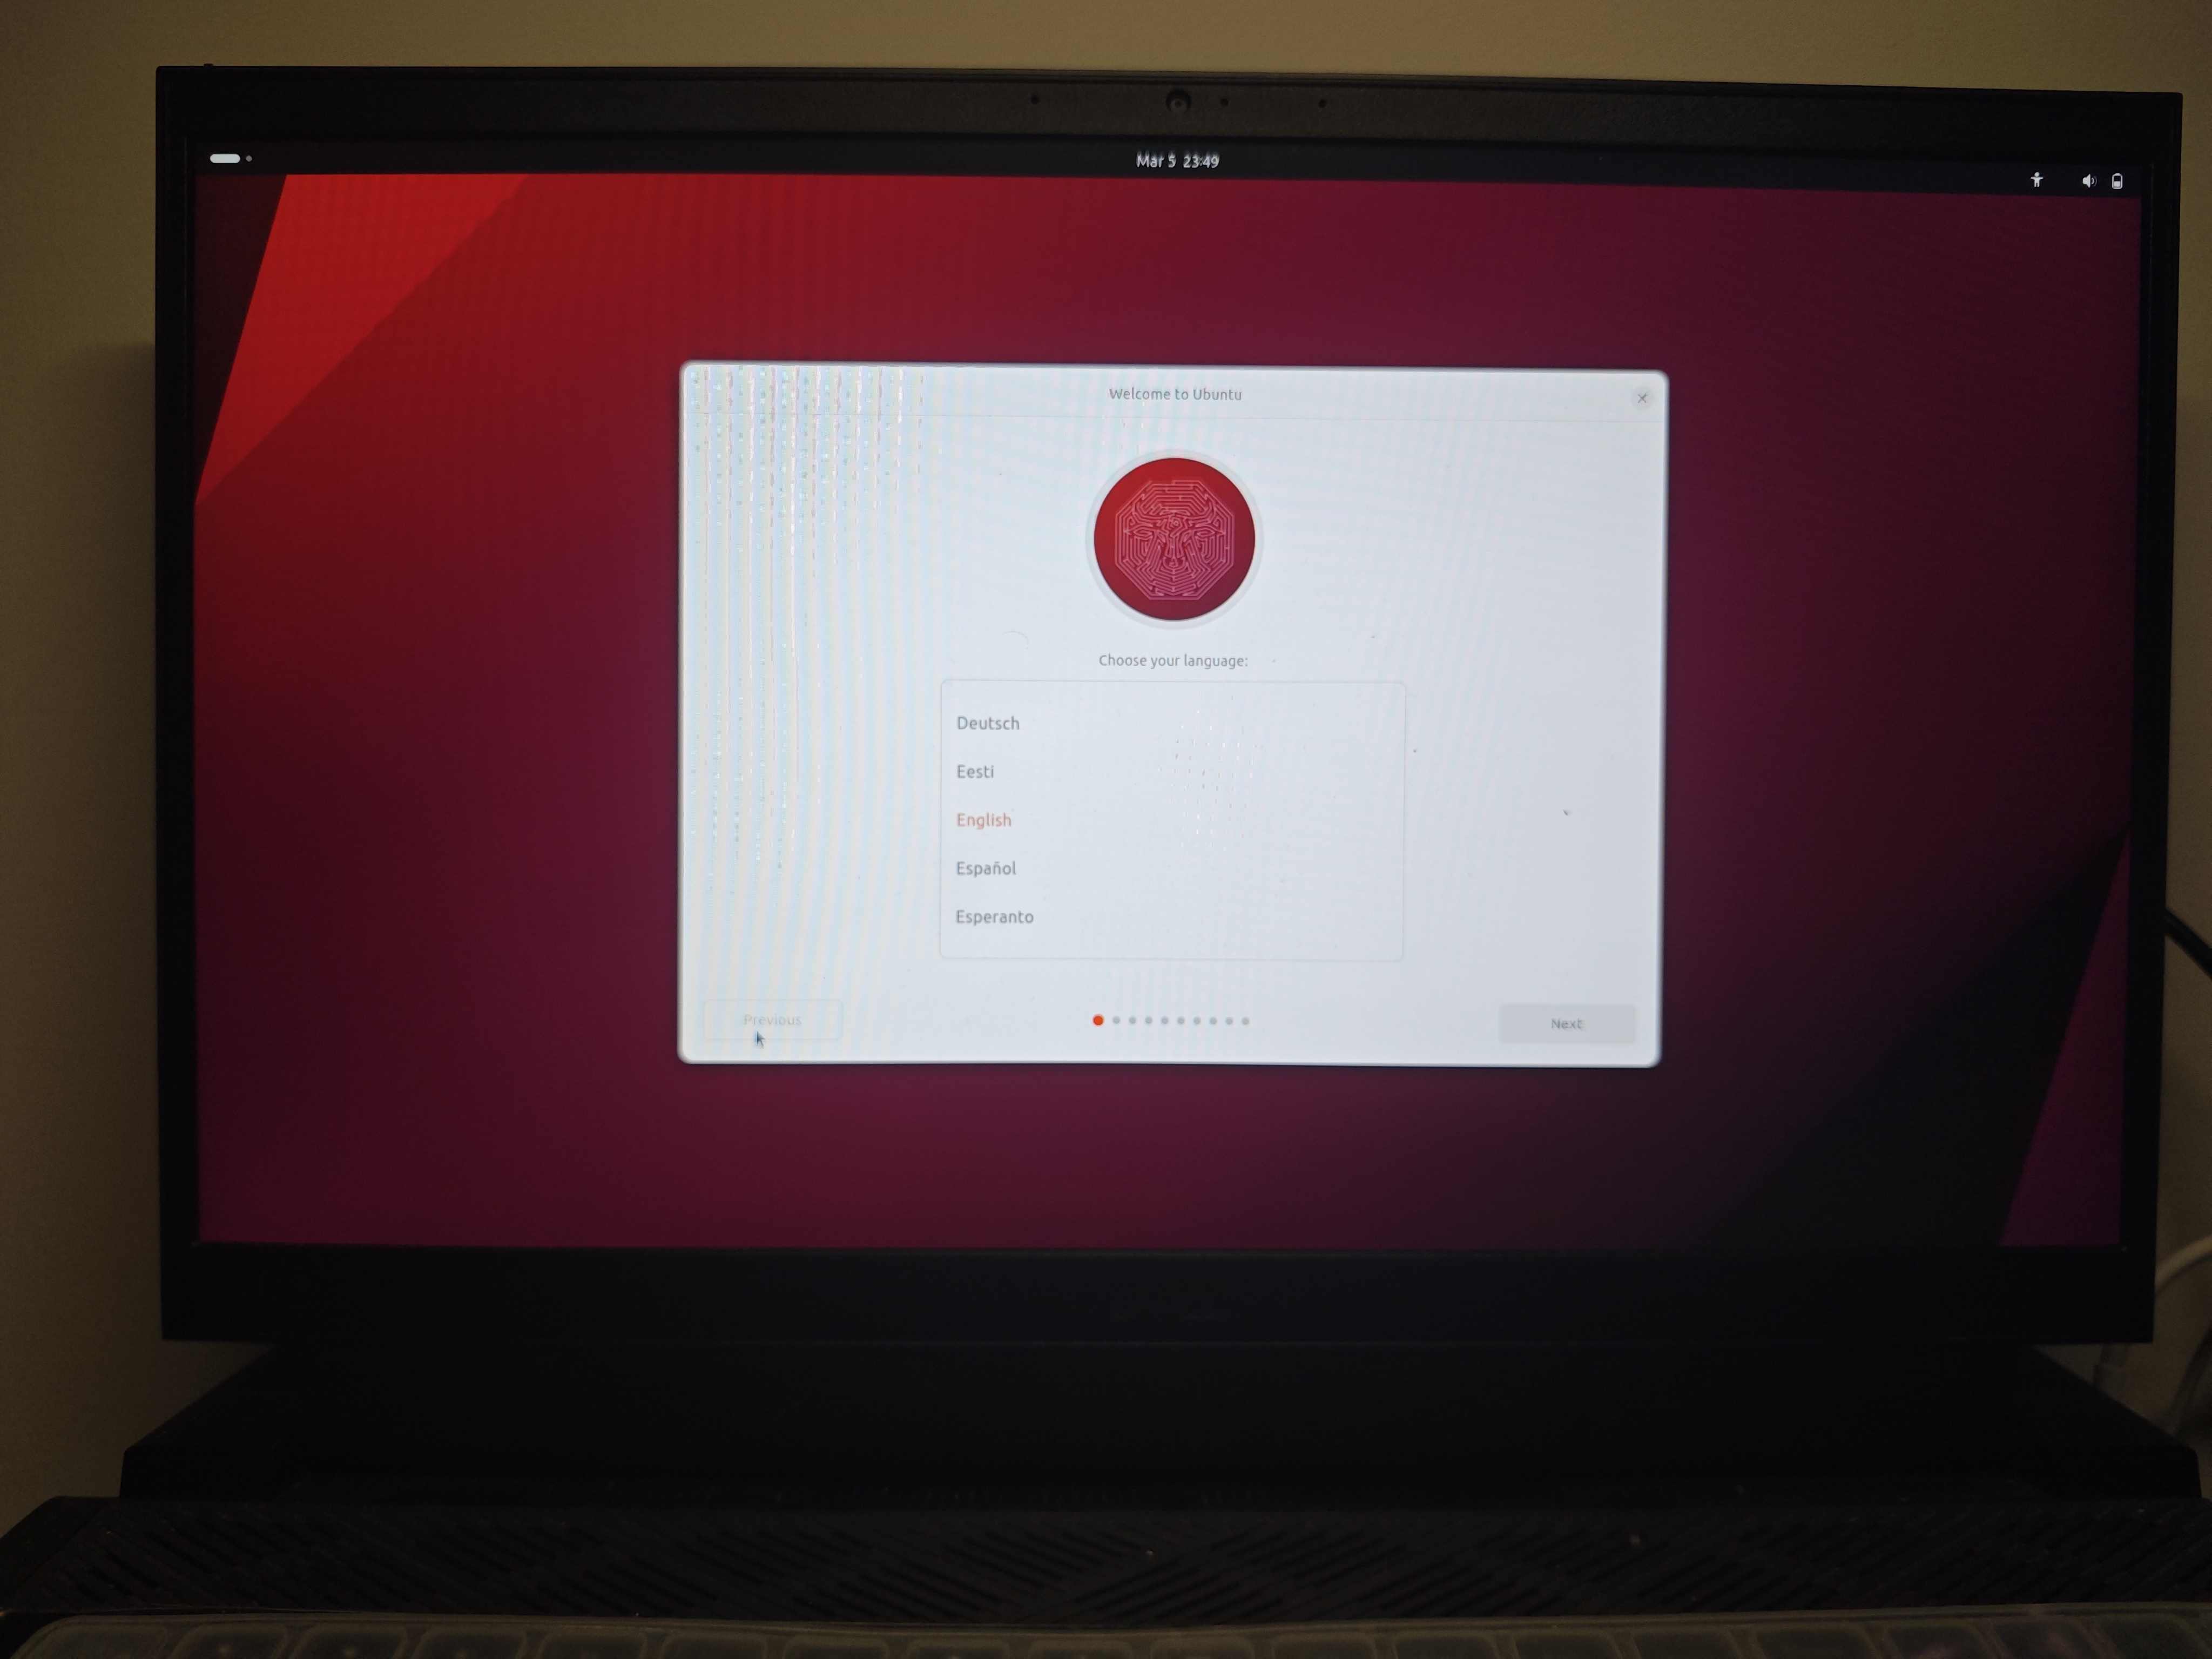 Mar 5 23:49
Welcome to Ubuntu
Choose your language:
Deutsch
Eesti
English
Español
Esperanto
Previous
Next